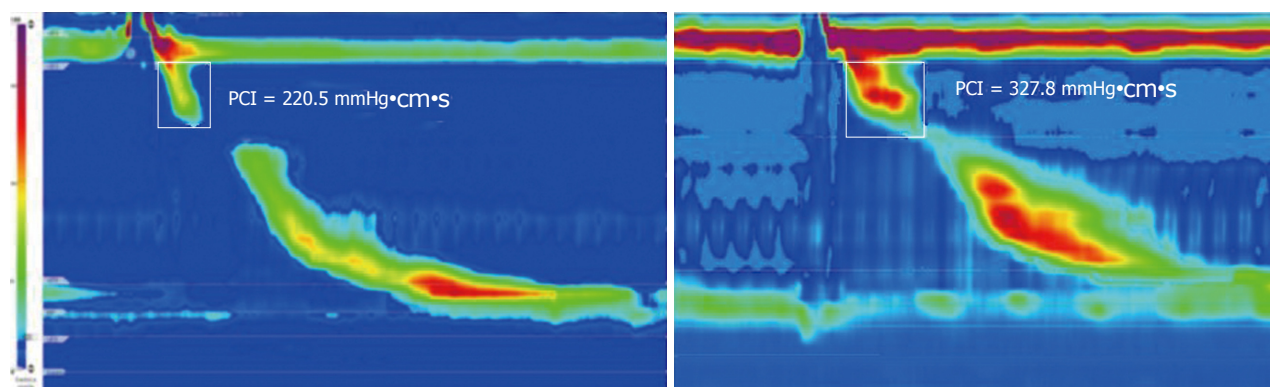 PCI = 220.5 mmHg•cm•s
PCI = 327.8 mmHg•cm•s